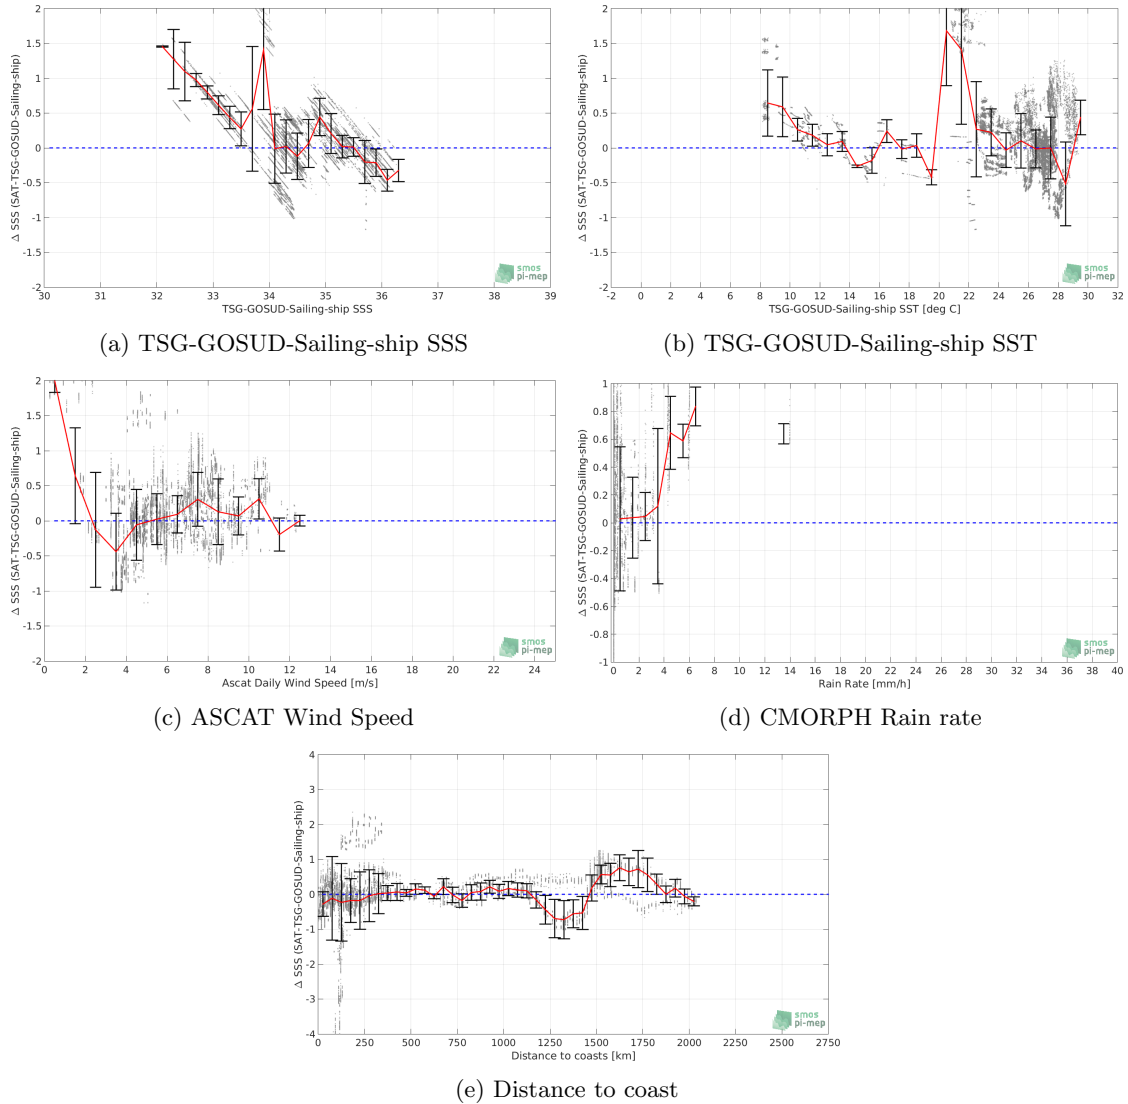 2
1.5
1
0.5
0
-0.5
-1
-1.5
-2
Δ SSS (SAT-TSG-GOSUD-Sailing-ship)
30 31 32 33 34 35 36 37 38 39
TSG-GOSUD-Sailing-ship SSS
smos
pi-mep
(a) TSG-GOSUD-Sailing-ship SSS
2
1.5
1
0.5
0
-0.5
-1
-1.5
-2
Δ SSS (SAT-TSG-GOSUD-Sailing-ship)
-2 0 2 4 6 8 10 12 14 16 18 20 22 24 26 28 30 32
TSG-GOSUD-Sailing-ship SST [deg C]
smos
pi-mep
(b) TSG-GOSUD-Sailing-ship SST
2
1.5
1
0.5
0
-0.5
-1
-1.5
-2
Δ SSS (SAT-TSG-GOSUD-Sailing-ship)
0 2 4 6 8 10 12 14 16 18 20 22 24
Ascat Daily Wind Speed [m/s]
smos
pi-mep
(c) ASCAT Wind Speed
1
0.8
0.6
0.4
0.2
0
-0.2
-0.4
-0.6
-0.8
-1
Δ SSS (SAT-TSG-GOSUD-Sailing-ship)
0 2 4 6 8 10 12 14 16 18 20 22 24 26 28 30 32 34 36 38 40
Rain Rate [mm/h]
smos
pi-mep
(d) CMORPH Rain rate
4
3
2
1
0
-1
-2
-3
-4
Δ SSS (SAT-TSG-GOSUD-Sailing-ship)
0 250 500 750 1000 1250 1500 1750 2000 2250 2500 2750
Distance to coasts [km]
smos
pi-mep
(e) Distance to coast